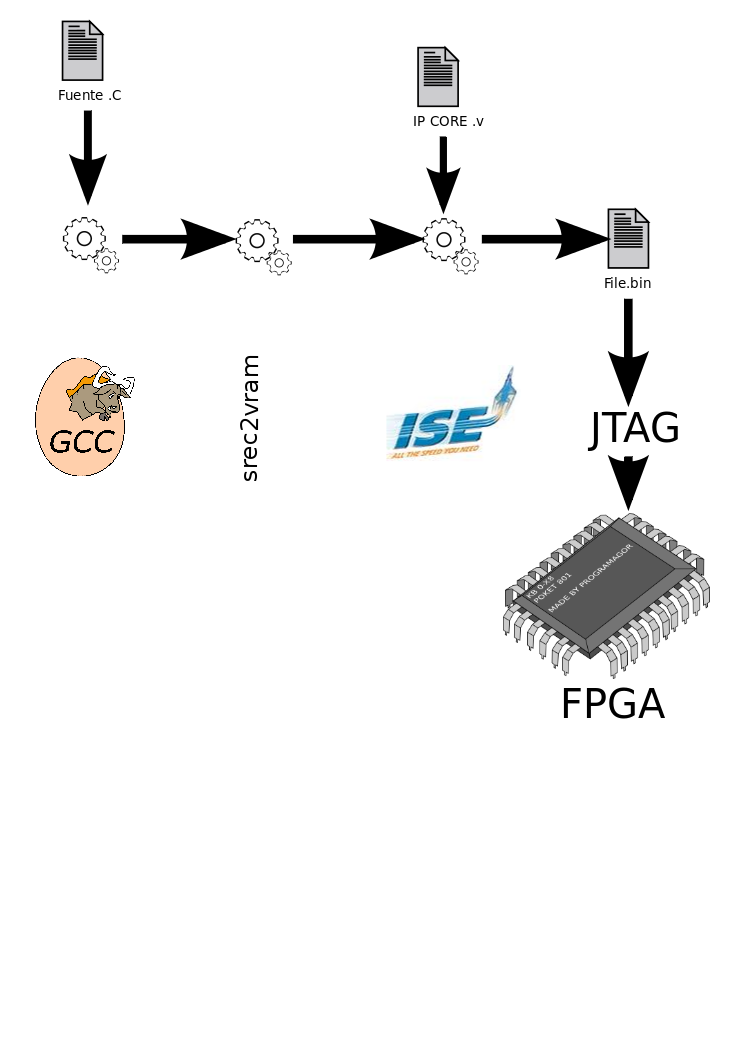 Fuente .C
IP CORE .v
File.bin
GCC
srec2vram
ISE
ALL THE SPEED YOU NEED
JTAG
KB 0-X8
POKET 801
MADE BY PROGRAMADOR
FPGA